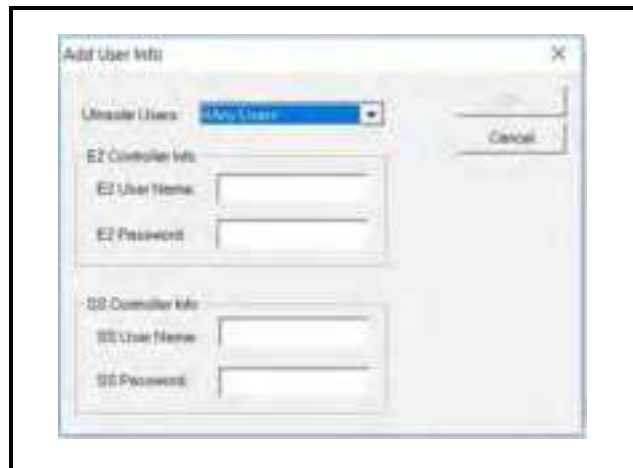 Add User Info
Ultrasite Users: <Any User>
Cancel
E2 Controller Info
E2 User Name
E2 Password
SS Controller Info
SS User Name
SS Password